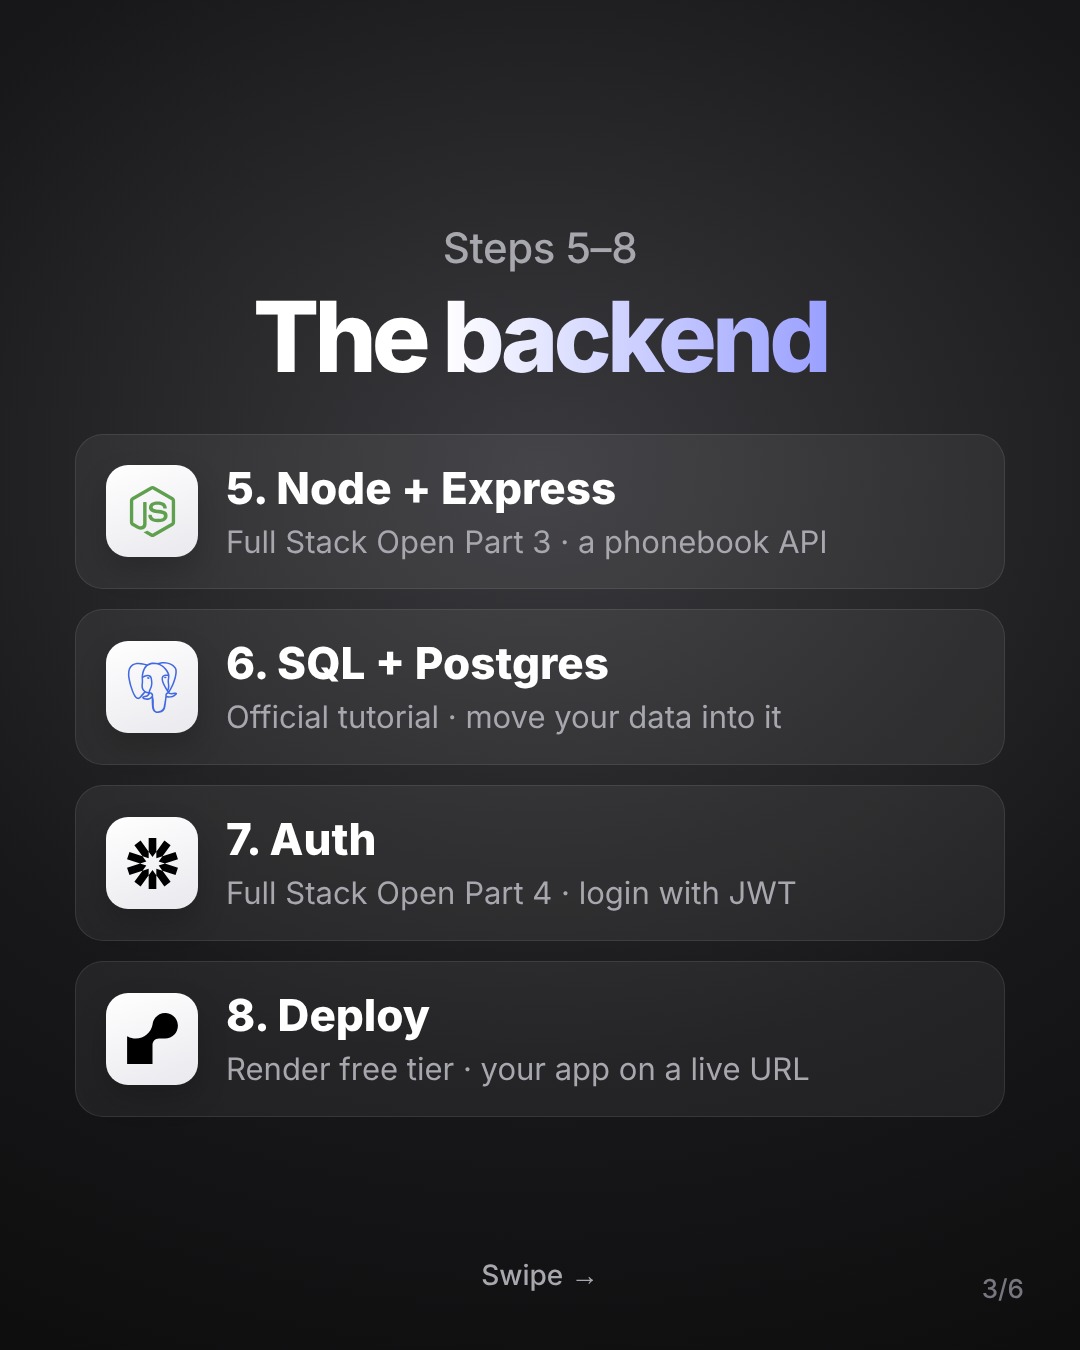 Steps 5–8
The backend
JS
5. Node + Express
Full Stack Open Part 3 · a phonebook API
6. SQL + Postgres
Official tutorial · move your data into it
7. Auth
Full Stack Open Part 4 · login with JWT
8. Deploy
Render free tier · your app on a live URL
Swipe →
3/6